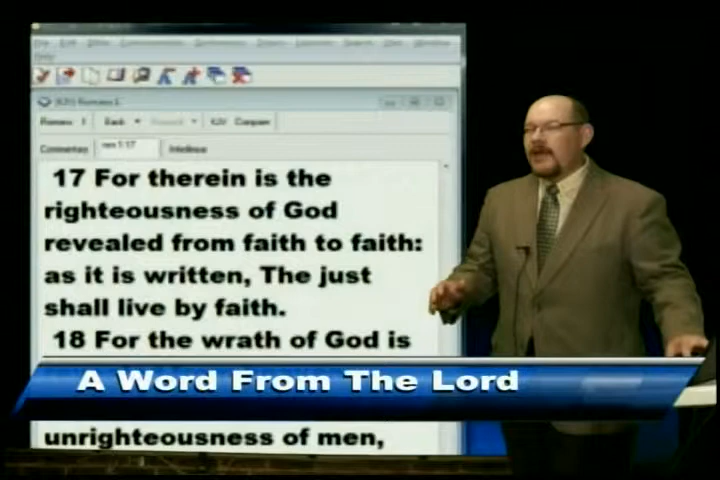 (KJV) Romans 1
Romans 1 Back KJV Compare
Commentary rom 1:17
17 For therein is the
righteousness of God
revealed from faith to faith:
as it is written, The just
shall live by faith.
18 For the wrath of God is
A Word From The Lord
unrighteousness of men,